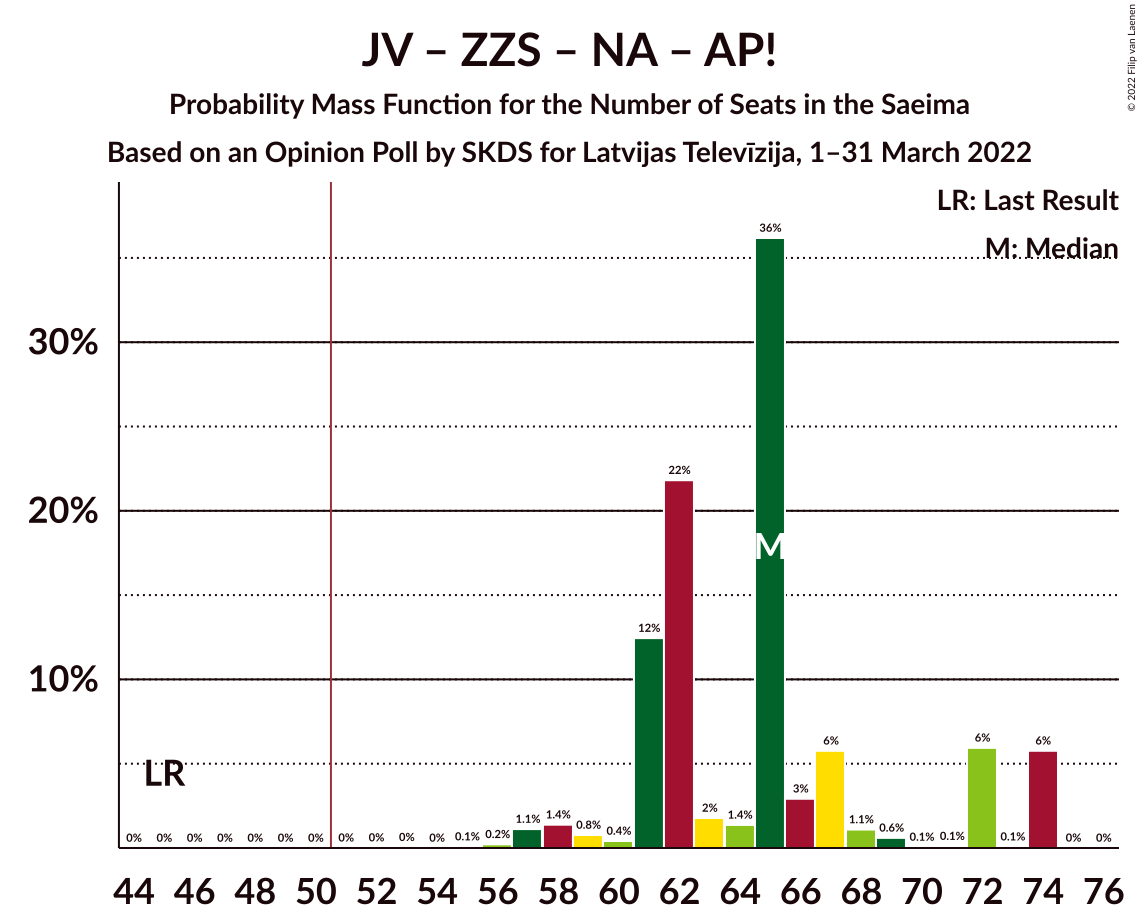 JV – ZZS – NA – AP!
Probability Mass Function for the Number of Seats in the Saeima
Based on an Opinion Poll by SKDS for Latvijas Televīzija, 1–31 March 2022
© 2022 Filip van Laenen
LR: Last Result
M: Median
36%
30%
22%
20%
M
12%
10%
LR
0% 0% 0% 0% 0% 0% 0% 0% 0% 0% 0% 0.1% 0.2% 1.1% 1.4% 0.8% 0.4% 2% 1.4% 3% 6% 1.1% 0.6% 0.1% 0.1% 6% 0.1% 6% 0% 0%
44 46 48 50 52 54 56 58 60 62 64 66 68 70 72 74 76